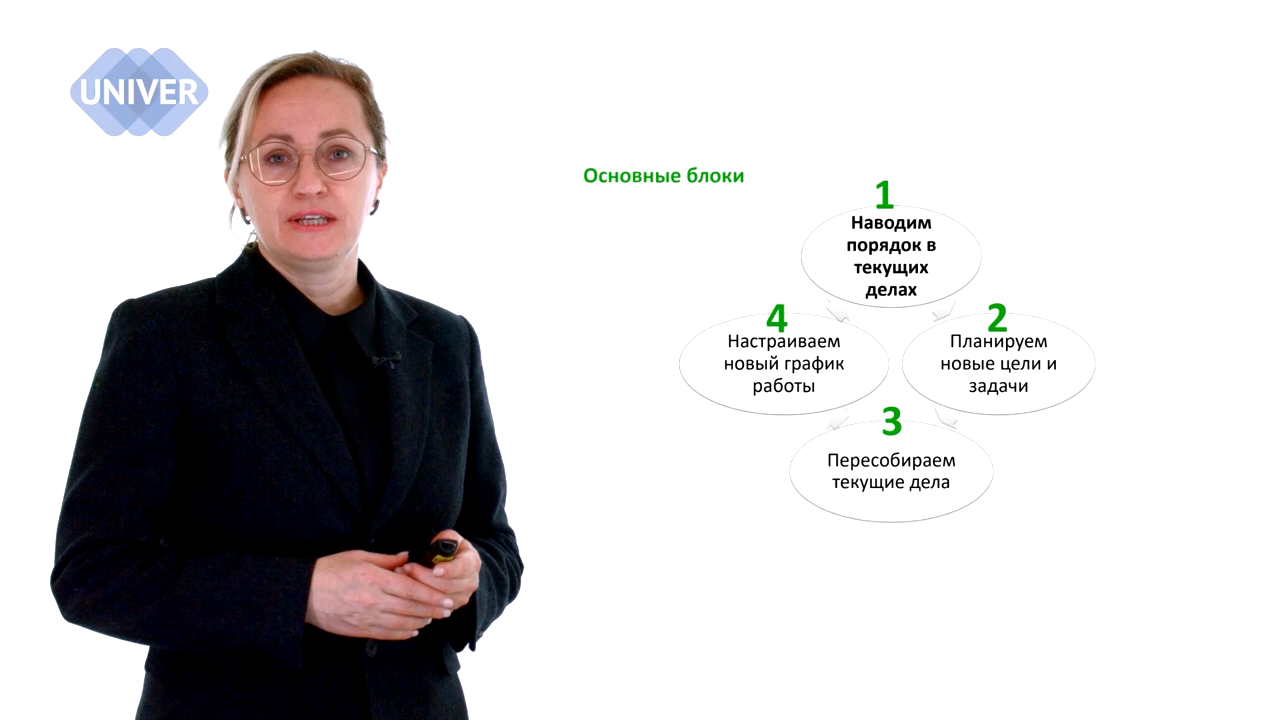 UNIVER
Основные блоки
1
Наводим
порядок в
текущих
делах
4
Настраиваем
новый график
работы
2
Планируем
новые цели и
задачи
3
Пересобираем
текущие дела